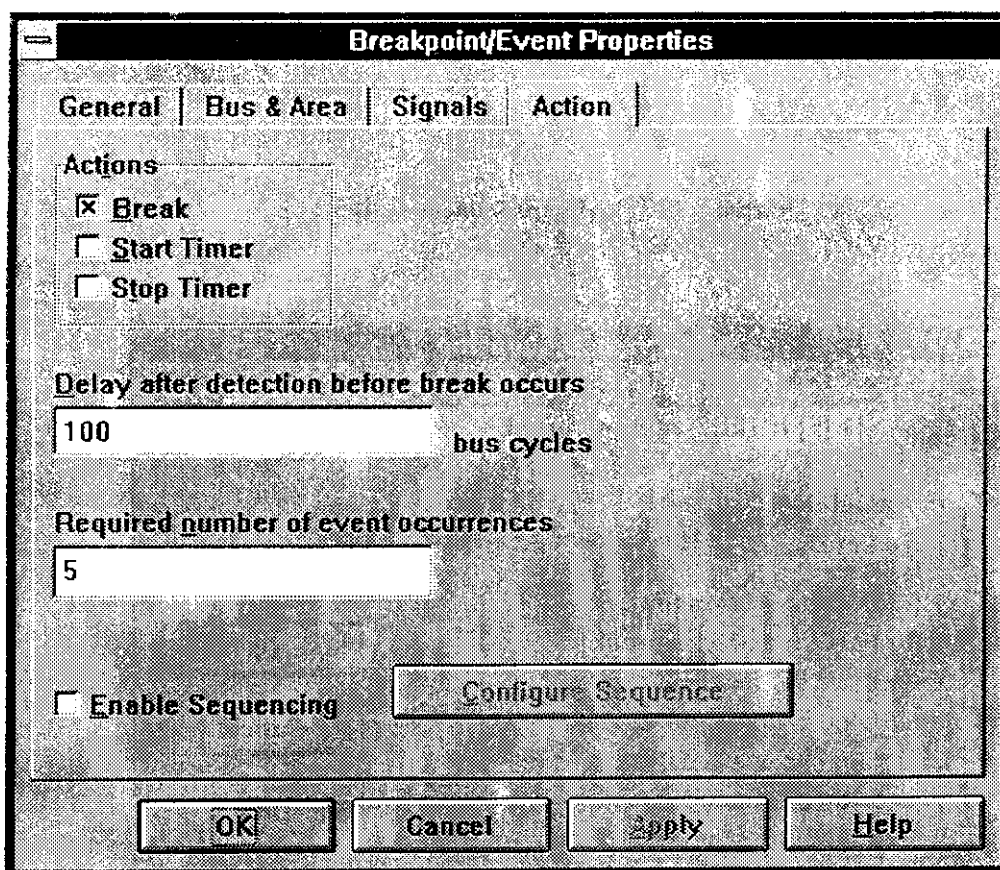 Breakpoint/Event Properties
General Bus & Area Signals Action
Actions
Break
Start Timer
Stop Timer
Delay after detection before break occurs
100 bus cycles
Required number of event occurrences
5
Enable Sequencing Configure Sequence
OK Cancel Apply Help